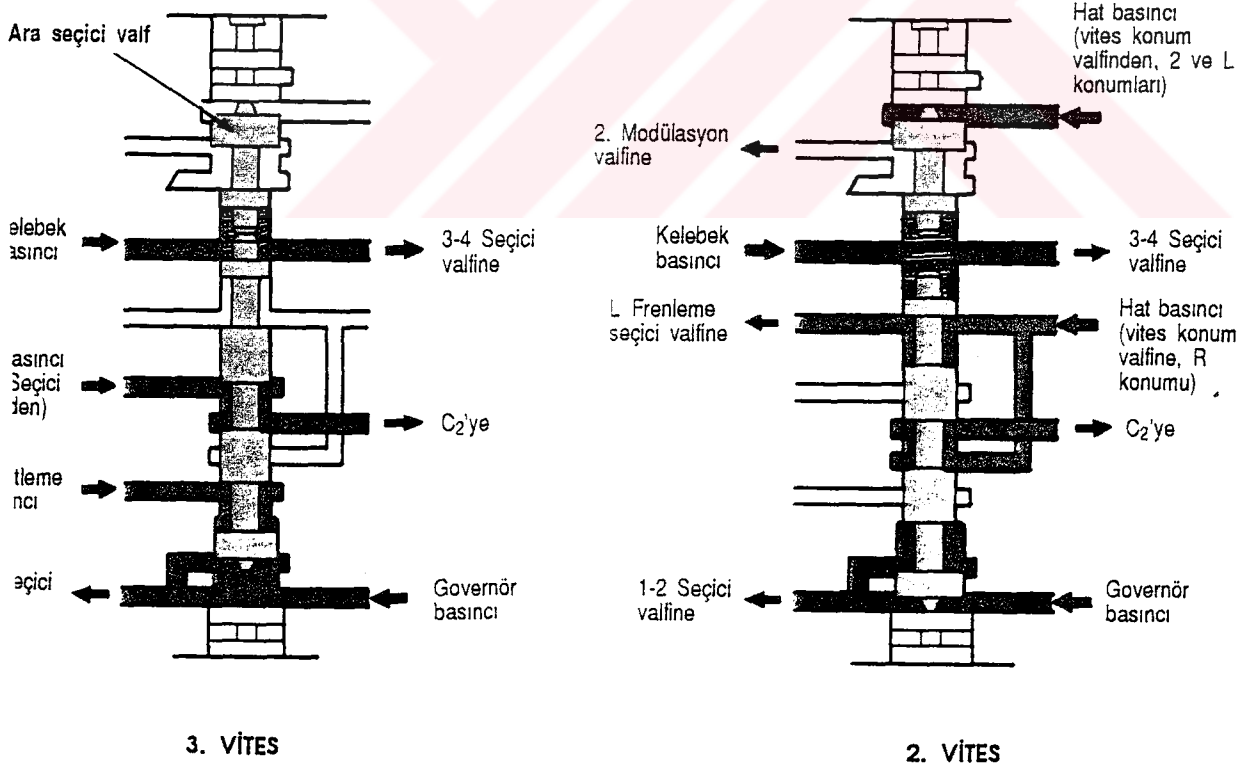 Ara seçici valf
elebek
asıncı
3-4 Seçici
valfine
asıncı
Seçici
den)
C2'ye
tleme
ncı
eçici
Governör
basıncı
3. VİTES
Hat basıncı
(vites konum
valfinden, 2 ve L
konumları)
2. Modülasyon
valfine
Kelebek
basıncı
3-4 Seçici
valfine
L Frenleme
seçici valfine
Hat basıncı
(vites konum
valfine, R
konumu)
C2'ye
1-2 Seçici
valfine
Governör
basıncı
2. VİTES